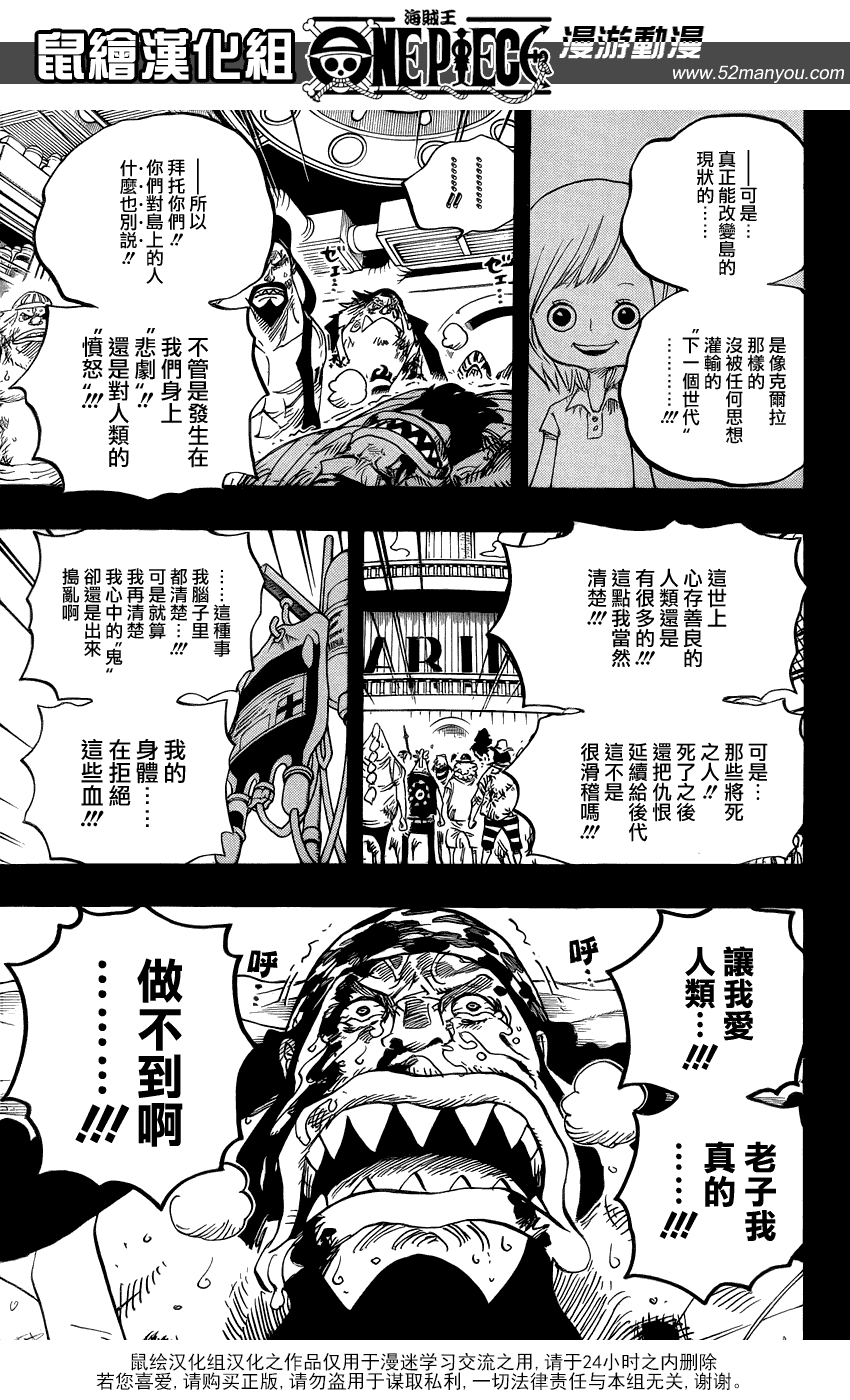 鼠繪漢化組
海賊王
ONE PIECE
漫游動漫
www.52manyou.com
——可是…
真正能改變島的
現狀的……
是像克爾拉
那樣的
沒被任何思想
灌輸的
“下一個世代”
…………!!!
………
………
ゼェ…
ゼェ…
——所以
拜托你們!!
你們對島上的人
什麼也別說!!
不管是發生在
我們身上
“悲劇”!!
還是對人類的
“憤怒”!!!
這世上
心存善良的
人類還是
有很多的!!!
這點我當然
清楚!!!
ARIN
可是…
那些將死
之人!!
死了之後
還把仇恨
延續給後代
這不是
很滑稽嗎!!!
……這種事
我腦子里
都清楚…!!!
可是就算
我再清楚
我心中的“鬼”
卻還是出來
搗亂啊
我的
身體……
在拒絕
這些血!!!
讓我愛
人類…!!!
呼…
呼…
老子我
真的
……!!!
做不到啊
………!!!
鼠绘汉化组汉化之作品仅用于漫迷学习交流之用, 请于24小时之内删除
若您喜爱, 请购买正版, 请勿盗用于谋取私利, 一切法律责任与本组无关, 谢谢。